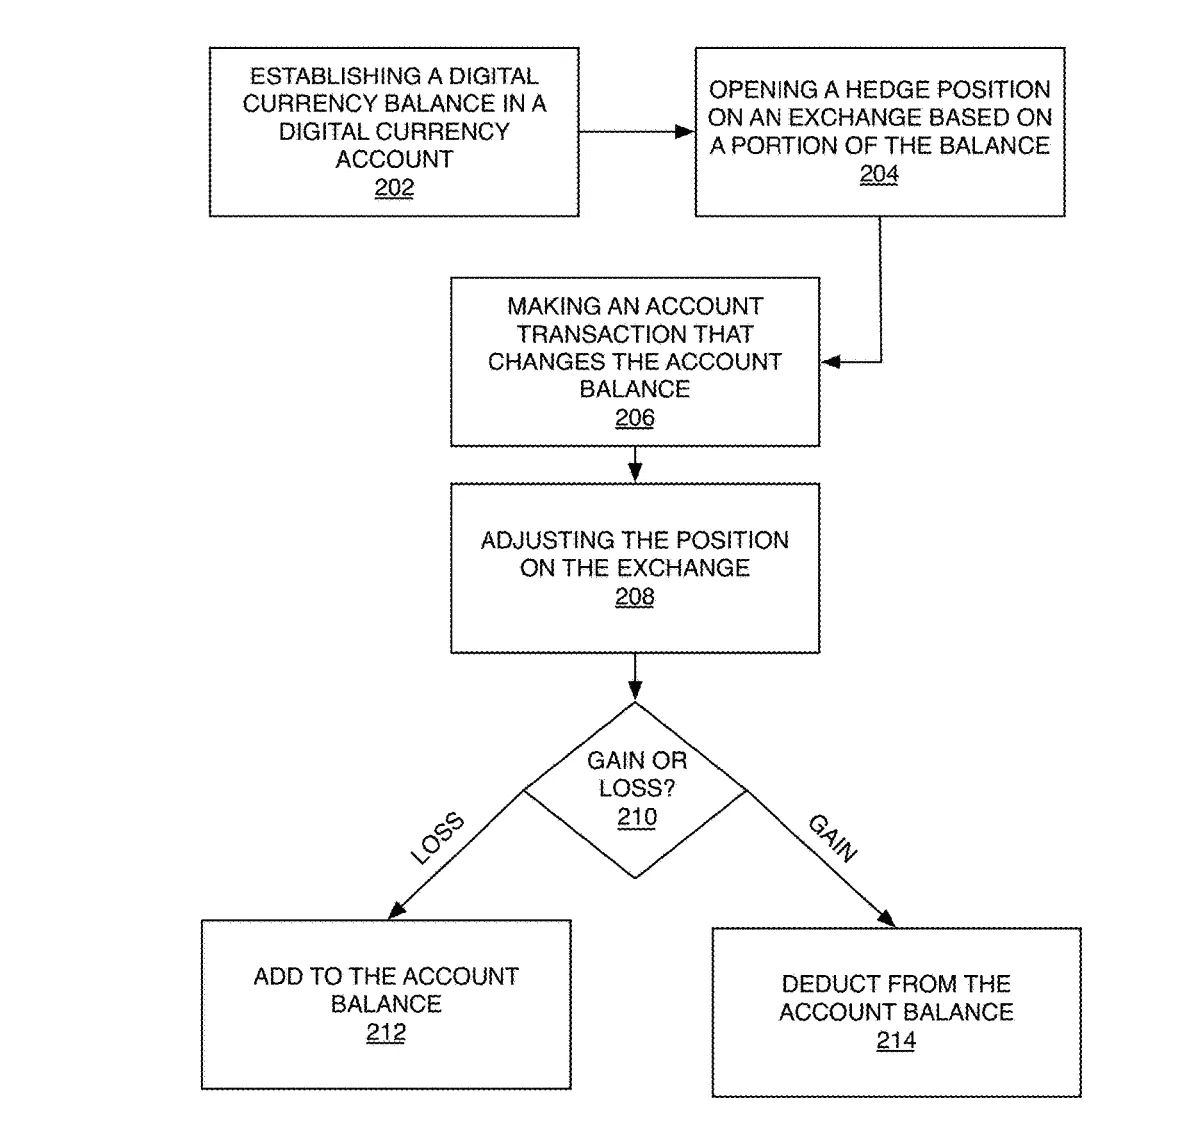 ESTABLISHING A DIGITAL
CURRENCY BALANCE IN A
DIGITAL CURRENCY
ACCOUNT
202
OPENING A HEDGE POSITION
ON AN EXCHANGE BASED ON
A PORTION OF THE BALANCE
204
MAKING AN ACCOUNT
TRANSACTION THAT
CHANGES THE ACCOUNT
BALANCE
206
ADJUSTING THE POSITION
ON THE EXCHANGE
208
GAIN OR
LOSS?
210
LOSS
GAIN
ADD TO THE ACCOUNT
BALANCE
212
DEDUCT FROM THE
ACCOUNT BALANCE
214